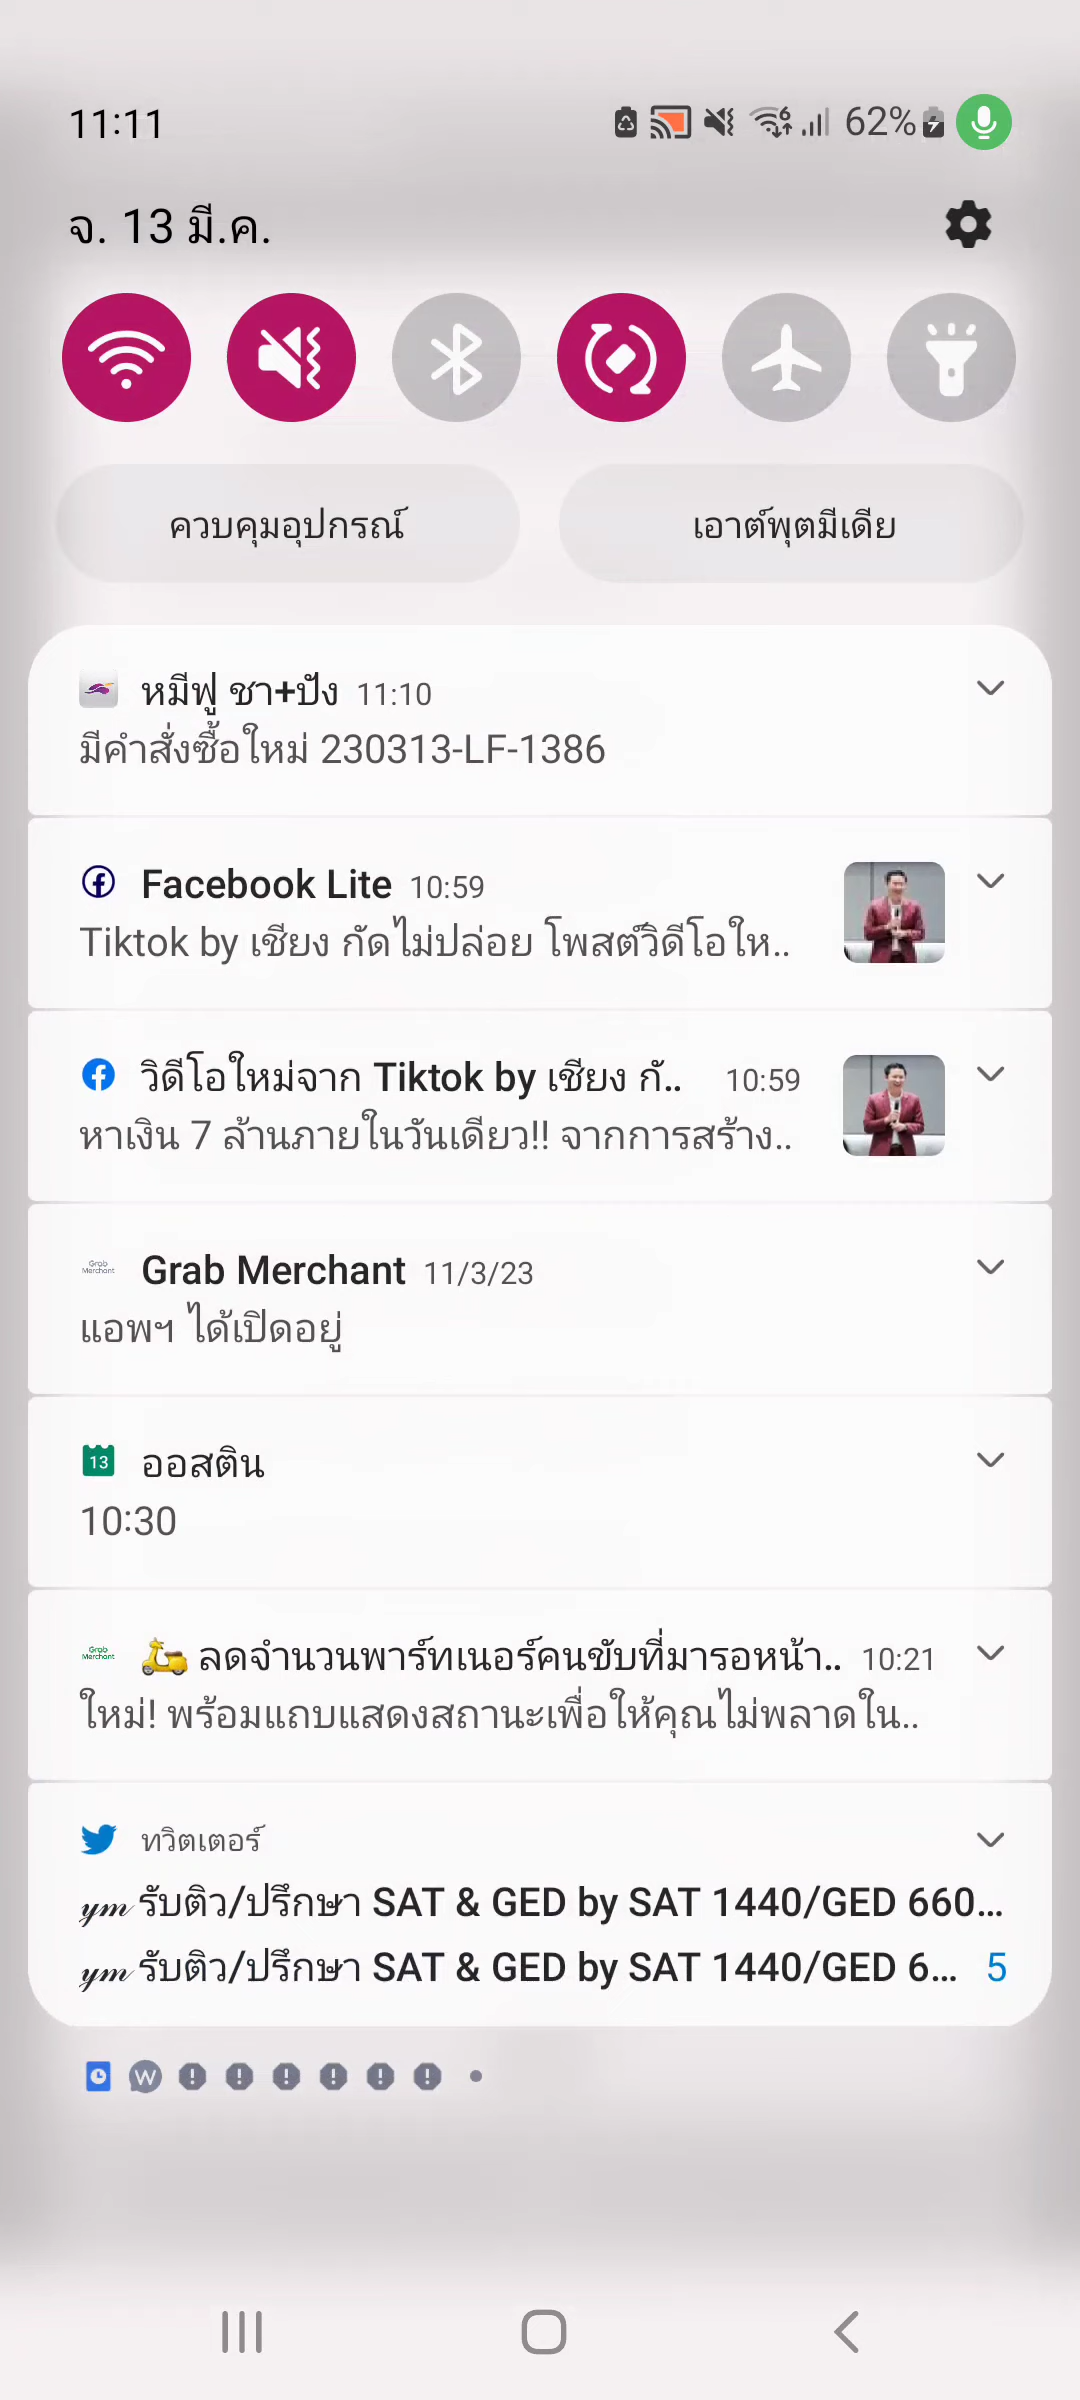 11:11
62%
จ. 13 มี.ค.
ควบคุมอุปกรณ์
เอาต์พุตมีเดีย
หมีฟู ชา+ปัง 11:10
มีคำสั่งซื้อใหม่ 230313-LF-1386
Facebook Lite 10:59
Tiktok by เชียง กัดไม่ปล่อย โพสต์วิดีโอให..
วิดีโอใหม่จาก Tiktok by เชียง กั.. 10:59
หาเงิน 7 ล้านภายในวันเดียว!! จากการสร้าง..
Grab Merchant
Grab Merchant 11/3/23
แอพฯ ได้เปิดอยู่
13 ออสติน
10:30
Grab Merchant
ลดจำนวนพาร์ทเนอร์คนขับที่มารอหน้า.. 10:21
ใหม่! พร้อมแถบแสดงสถานะเพื่อให้คุณไม่พลาดใน..
ทวิตเตอร์
𝓎𝓂 รับติว/ปรึกษา SAT & GED by SAT 1440/GED 660...
𝓎𝓂 รับติว/ปรึกษา SAT & GED by SAT 1440/GED 6... 5